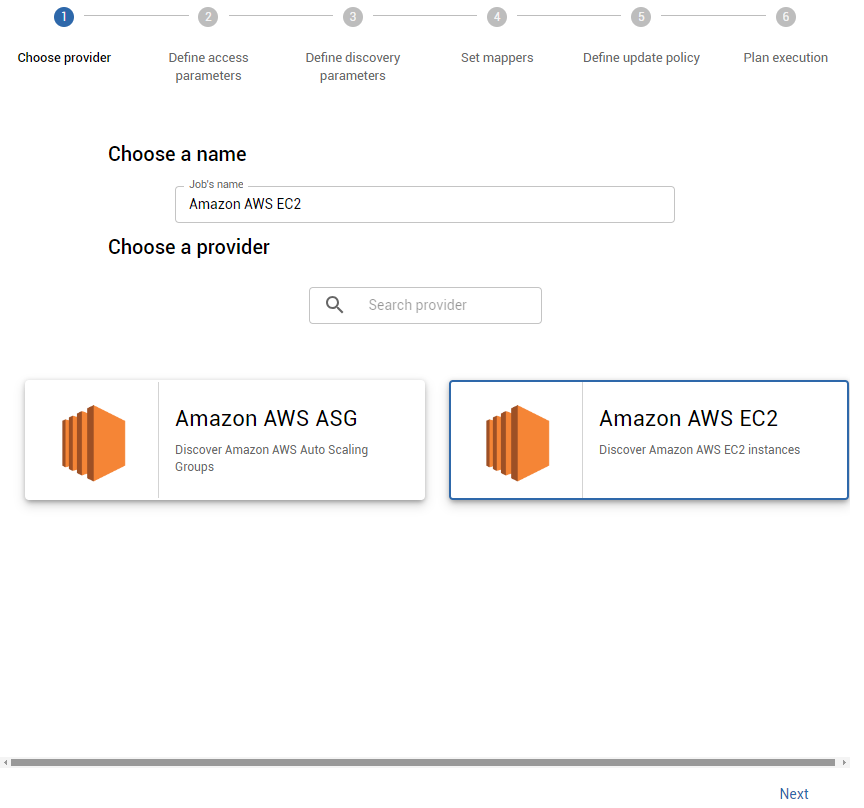 1 2 3 4 5 6
Choose provider
Define access
parameters
Define discovery
parameters
Set mappers
Define update policy
Plan execution
Choose a name
Job's name
Amazon AWS EC2
Choose a provider
Search provider
Amazon AWS ASG
Discover Amazon AWS Auto Scaling
Groups
Amazon AWS EC2
Discover Amazon AWS EC2 instances
Next